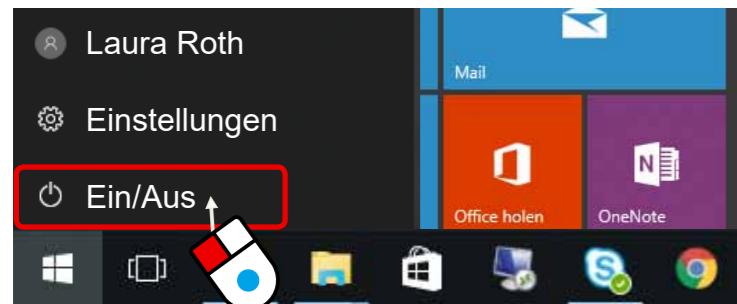 Laura Roth
Einstellungen
Ein/Aus
Mail
Office holen
OneNote
N
S